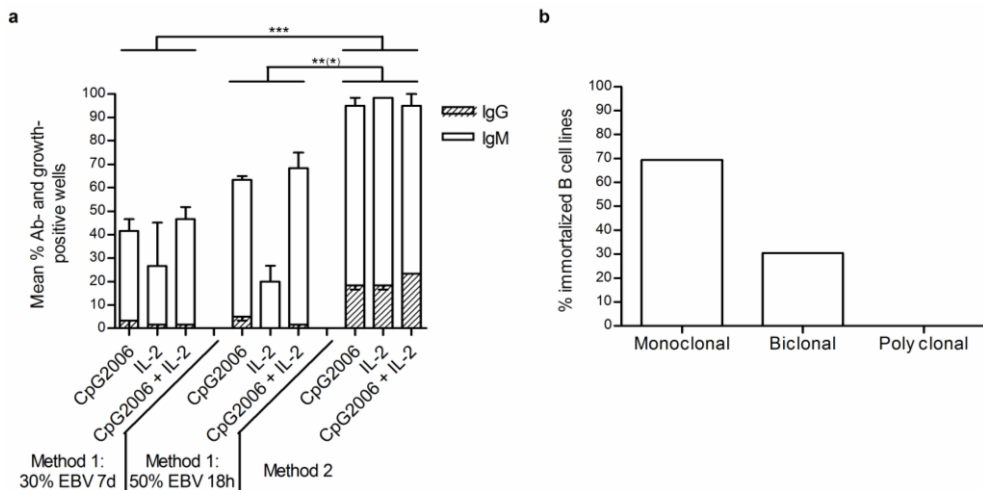 a
***
**(*)
100
90
80
70
60
50
40
30
20
10
0
Mean % Ab- and growth-
positive wells
IgG
IgM
CpG2006
IL-2
CpG2006 + IL-2
CpG2006
IL-2
CpG2006 + IL-2
CpG2006
IL-2
CpG2006 + IL-2
Method 1:
30% EBV 7d
Method 1:
50% EBV 18h
Method 2
b
100
90
80
70
60
50
40
30
20
10
0
% immortalized B cell lines
Monoclonal
Biclonal
Poly clonal